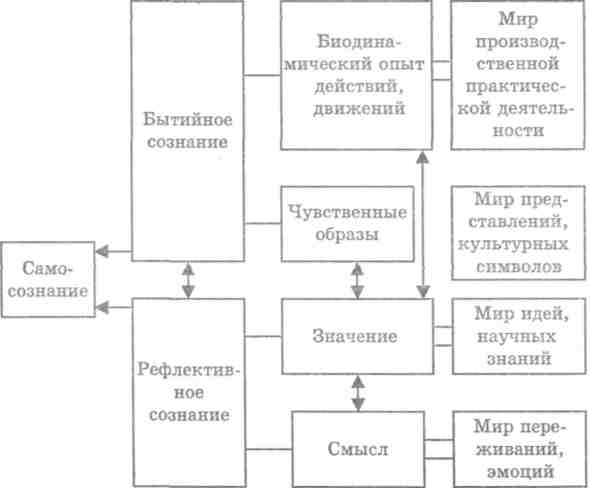 Бытийное
сознание
Биодина-
мический опыт
действий,
движений
Мир
производ-
ственной
практичес-
кой деятель-
ности
Чувственные
образы
Мир пред-
ставлений,
культурных
символов
Само-
сознание
Рефлектив-
ное
сознание
Значение
Мир идей,
научных
знаний
Смысл
Мир пере-
живаний,
эмоций